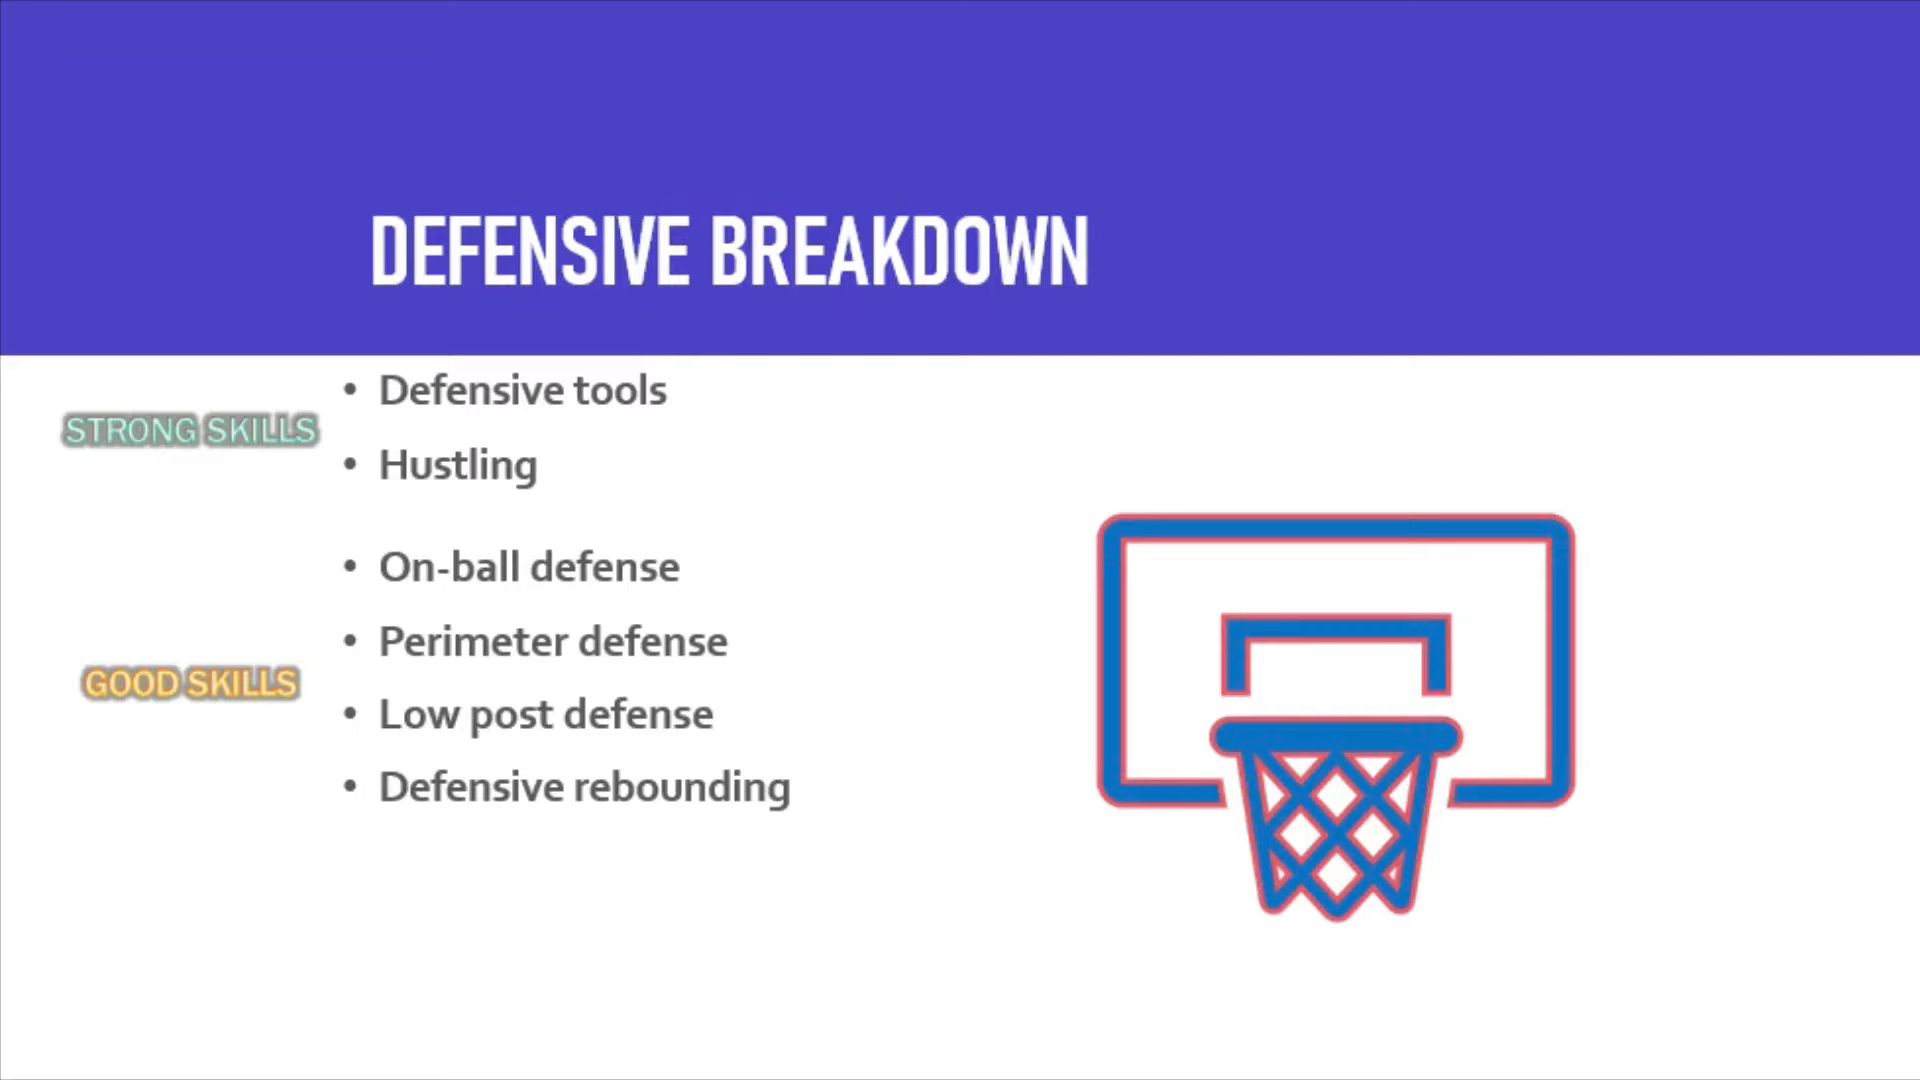 DEFENSIVE BREAKDOWN
STRONG SKILLS
• Defensive tools
• Hustling
GOOD SKILLS
• On-ball defense
• Perimeter defense
• Low post defense
• Defensive rebounding